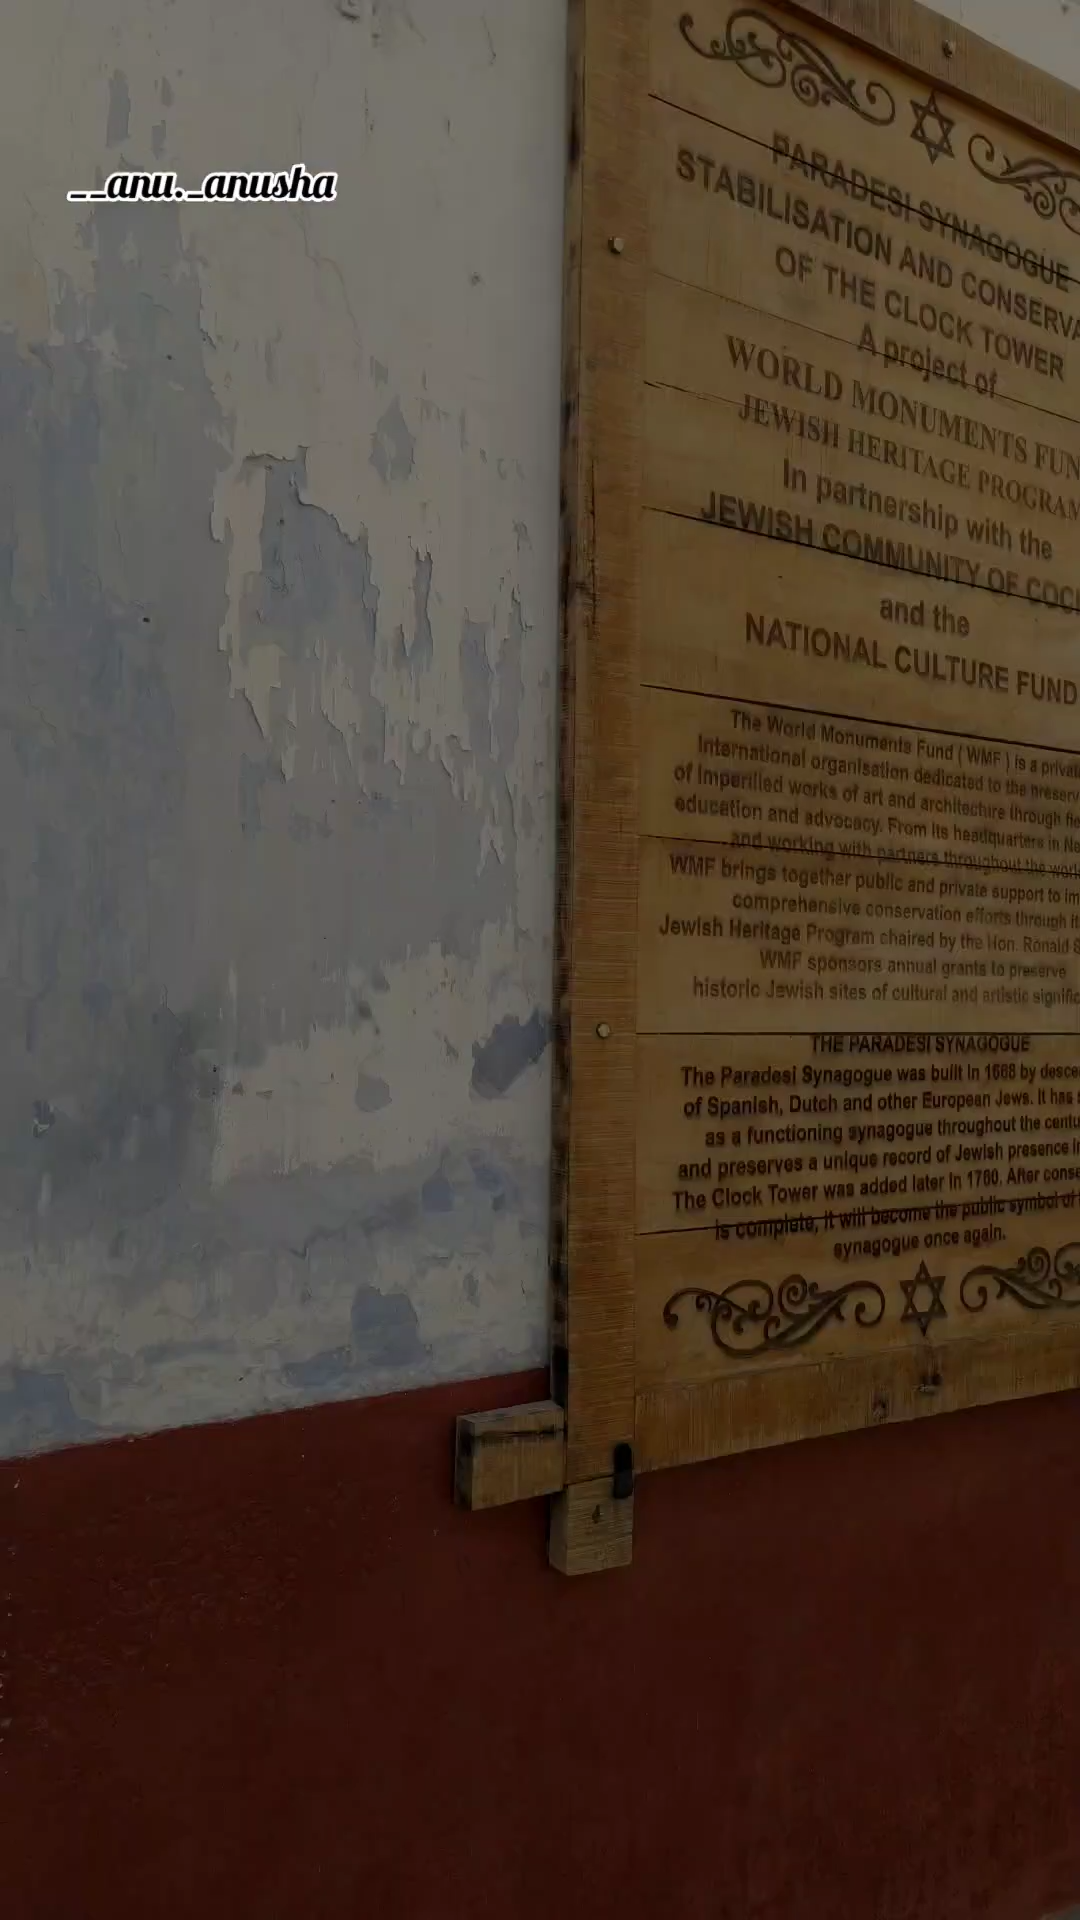 __anu._anusha
PARADESI SYNAGOGUE
STABILISATION AND CONSERVA
OF THE CLOCK TOWER
A project of
WORLD MONUMENTS FUN
JEWISH HERITAGE PROGRAM
In partnership with the
JEWISH COMMUNITY OF COC
and the
NATIONAL CULTURE FUND
The World Monuments Fund ( WMF ) is a privat
International organisation dedicated to the preserv
of Imperilled works of art and architecture through fie
education and advocacy. From its headquarters in Ne
and working with partners throughout the worl
WMF brings together public and private support to im
comprehensive conservation efforts through it
Jewish Heritage Program chaired by the Hon. Ronald S
WMF sponsors annual grants to preserve
historic Jewish sites of cultural and artistic signific
THE PARADESI SYNAGOGUE
The Paradesi Synagogue was built in 1568 by desce
of Spanish, Dutch and other European Jews. It has s
as a functioning synagogue throughout the centu
and preserves a unique record of Jewish presence i
The Clock Tower was added later in 1760. After conse
is complete, it will become the public symbol of
synagogue once again.